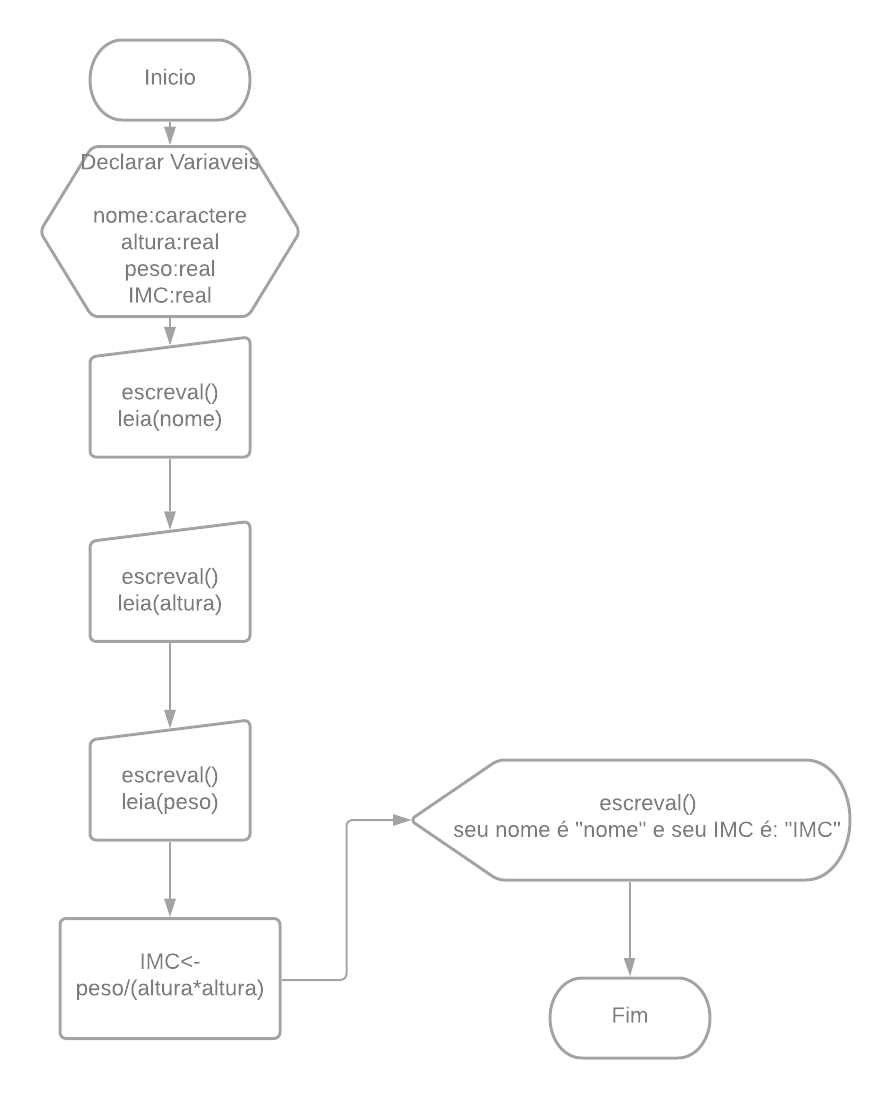 Inicio
Declarar Variaveis
nome:caractere
altura:real
peso:real
IMC:real
escreval()
leia(nome)
escreval()
leia(altura)
escreval()
leia(peso)
IMC<-
peso/(altura*altura)
escreval()
seu nome é "nome" e seu IMC é: "IMC"
Fim